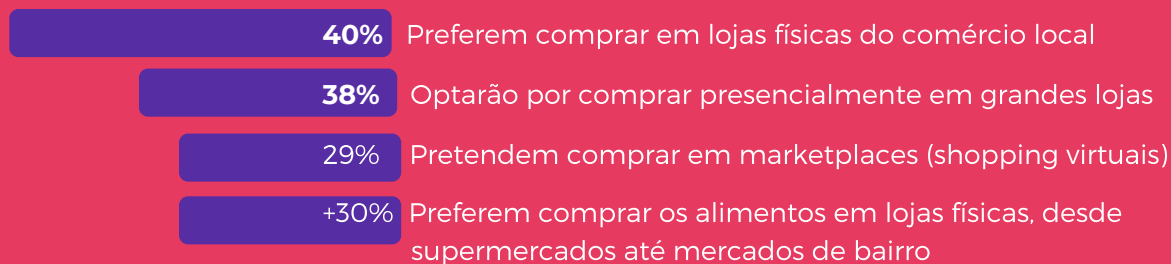 40% Preferem comprar em lojas físicas do comércio local
38% Optarão por comprar presencialmente em grandes lojas
29% Pretendem comprar em marketplaces (shopping virtuais)
+30% Preferem comprar os alimentos em lojas físicas, desde
supermercados até mercados de bairro